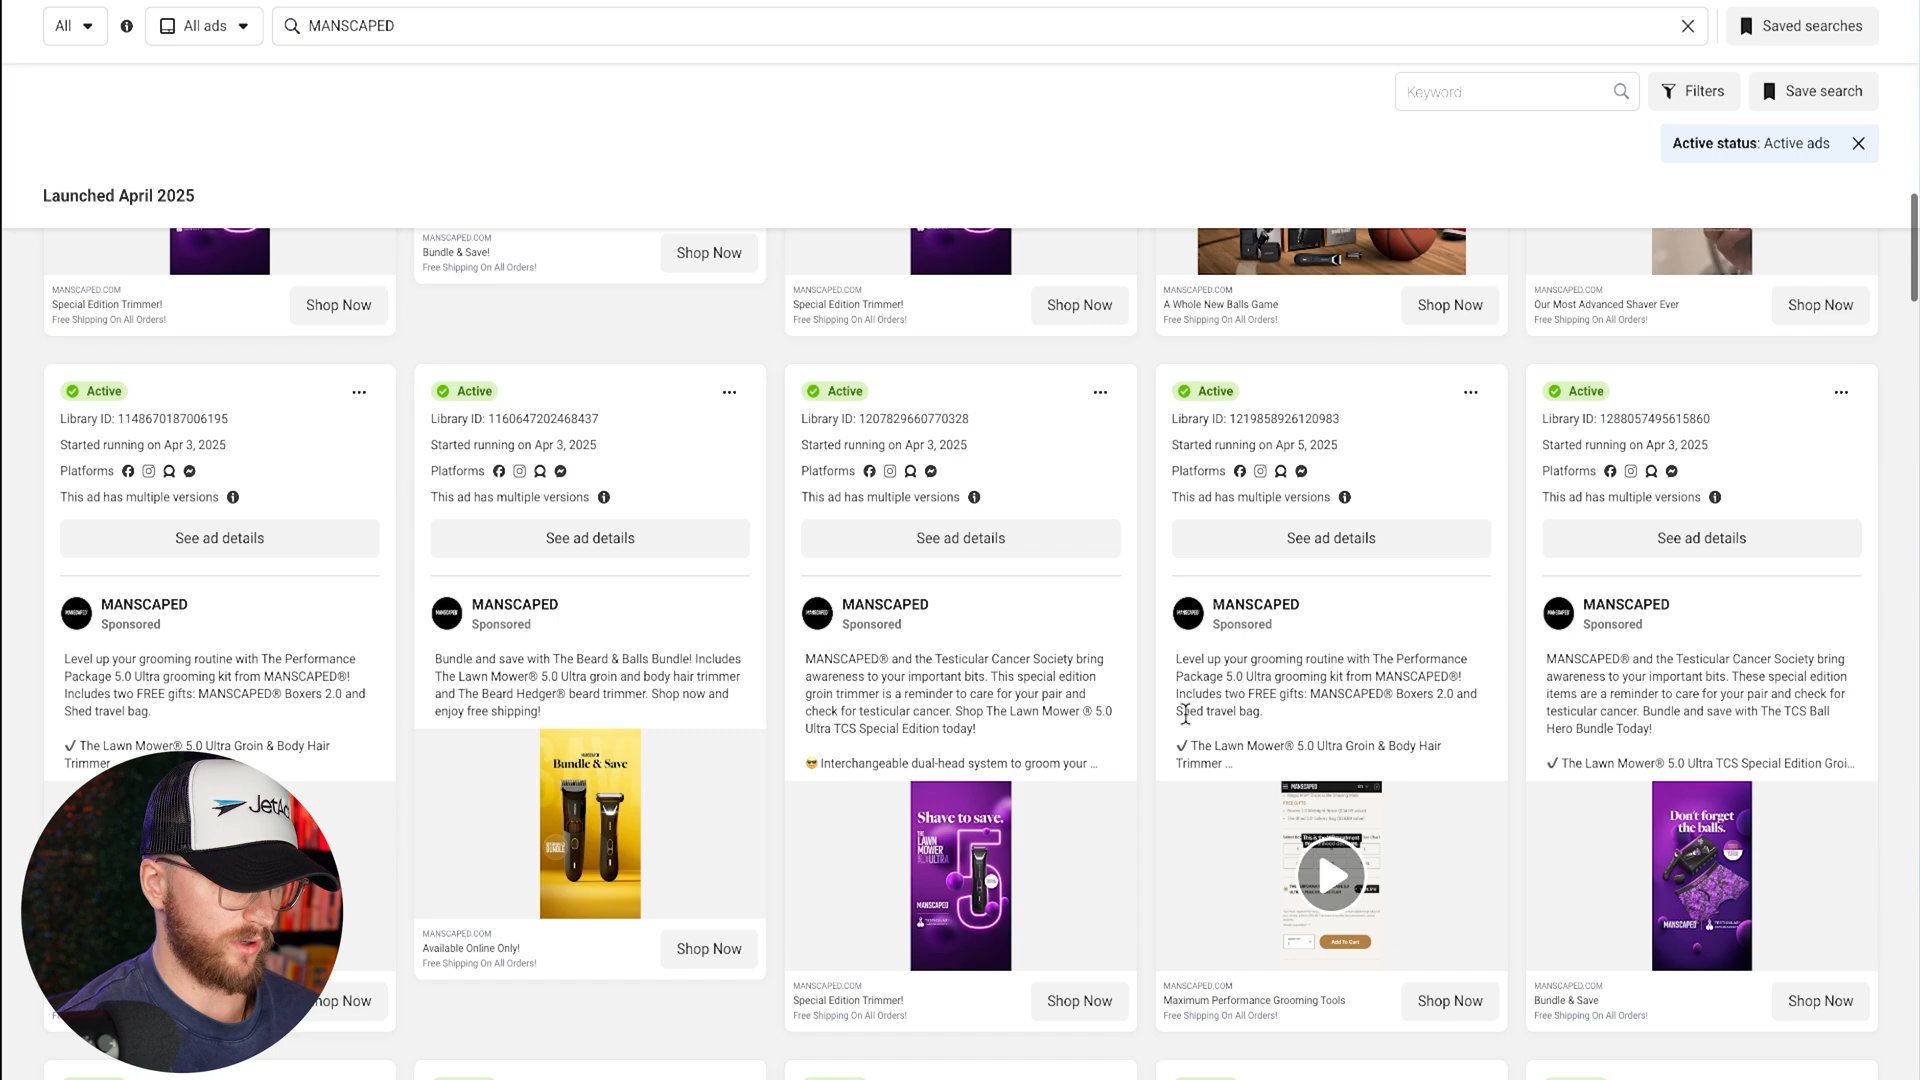 All
All ads
MANSCAPED
Saved searches
Keyword
Filters
Save search
Active status: Active ads
Launched April 2025
MANSCAPED.COM
Special Edition Trimmer!
Free Shipping On All Orders!
Shop Now
MANSCAPED.COM
Bundle & Save!
Free Shipping On All Orders!
Shop Now
MANSCAPED.COM
Special Edition Trimmer!
Free Shipping On All Orders!
Shop Now
MANSCAPED.COM
A Whole New Balls Game
Free Shipping On All Orders!
Shop Now
MANSCAPED.COM
Our Most Advanced Shaver Ever
Free Shipping On All Orders!
Shop Now
Active
Library ID: 1148670187006195
Started running on Apr 3, 2025
Platforms
This ad has multiple versions
See ad details
MANSCAPED
Sponsored
Level up your grooming routine with The Performance
Package 5.0 Ultra grooming kit from MANSCAPED®!
Includes two FREE gifts: MANSCAPED® Boxers 2.0 and
Shed travel bag.
✓ The Lawn Mower® 5.0 Ultra Groin & Body Hair
Trimmer
JetAd
hop Now
Active
Library ID: 1160647202468437
Started running on Apr 3, 2025
Platforms
This ad has multiple versions
See ad details
MANSCAPED
Sponsored
Bundle and save with The Beard & Balls Bundle! Includes
The Lawn Mower® 5.0 Ultra groin and body hair trimmer
and The Beard Hedger® beard trimmer. Shop now and
enjoy free shipping!
Bundle & Save
MANSCAPED.COM
Available Online Only!
Free Shipping On All Orders!
Shop Now
Active
Library ID: 1207829660770328
Started running on Apr 3, 2025
Platforms
This ad has multiple versions
See ad details
MANSCAPED
Sponsored
MANSCAPED® and the Testicular Cancer Society bring
awareness to your important bits. This special edition
groin trimmer is a reminder to care for your pair and
check for testicular cancer. Shop The Lawn Mower ® 5.0
Ultra TCS Special Edition today!
😎 Interchangeable dual-head system to groom your ...
Shave to save.
THE
LAWN
MOWER
5.0 ULTRA
5
MANSCAPED
MANSCAPED.COM
Special Edition Trimmer!
Free Shipping On All Orders!
Shop Now
Active
Library ID: 1219858926120983
Started running on Apr 5, 2025
Platforms
This ad has multiple versions
See ad details
MANSCAPED
Sponsored
Level up your grooming routine with The Performance
Package 5.0 Ultra grooming kit from MANSCAPED®!
Includes two FREE gifts: MANSCAPED® Boxers 2.0 and
Shed travel bag.
✓ The Lawn Mower® 5.0 Ultra Groin & Body Hair
Trimmer ...
MANSCAPED
FREE GIFTS
Add To Cart
MANSCAPED.COM
Maximum Performance Grooming Tools
Free Shipping On All Orders!
Shop Now
Active
Library ID: 1288057495615860
Started running on Apr 3, 2025
Platforms
This ad has multiple versions
See ad details
MANSCAPED
Sponsored
MANSCAPED® and the Testicular Cancer Society bring
awareness to your important bits. These special edition
items are a reminder to care for your pair and check for
testicular cancer. Bundle and save with The TCS Ball
Hero Bundle Today!
✓ The Lawn Mower® 5.0 Ultra TCS Special Edition Groi...
Don't forget
the balls.
MANSCAPED
MANSCAPED.COM
Bundle & Save
Free Shipping On All Orders!
Shop Now